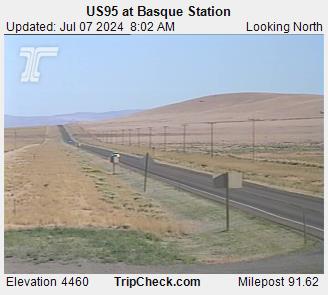 US95 at Basque Station
Updated: Jul 07 2024 8:02 AM Looking North
Elevation 4460 TripCheck.com Milepost 91.62